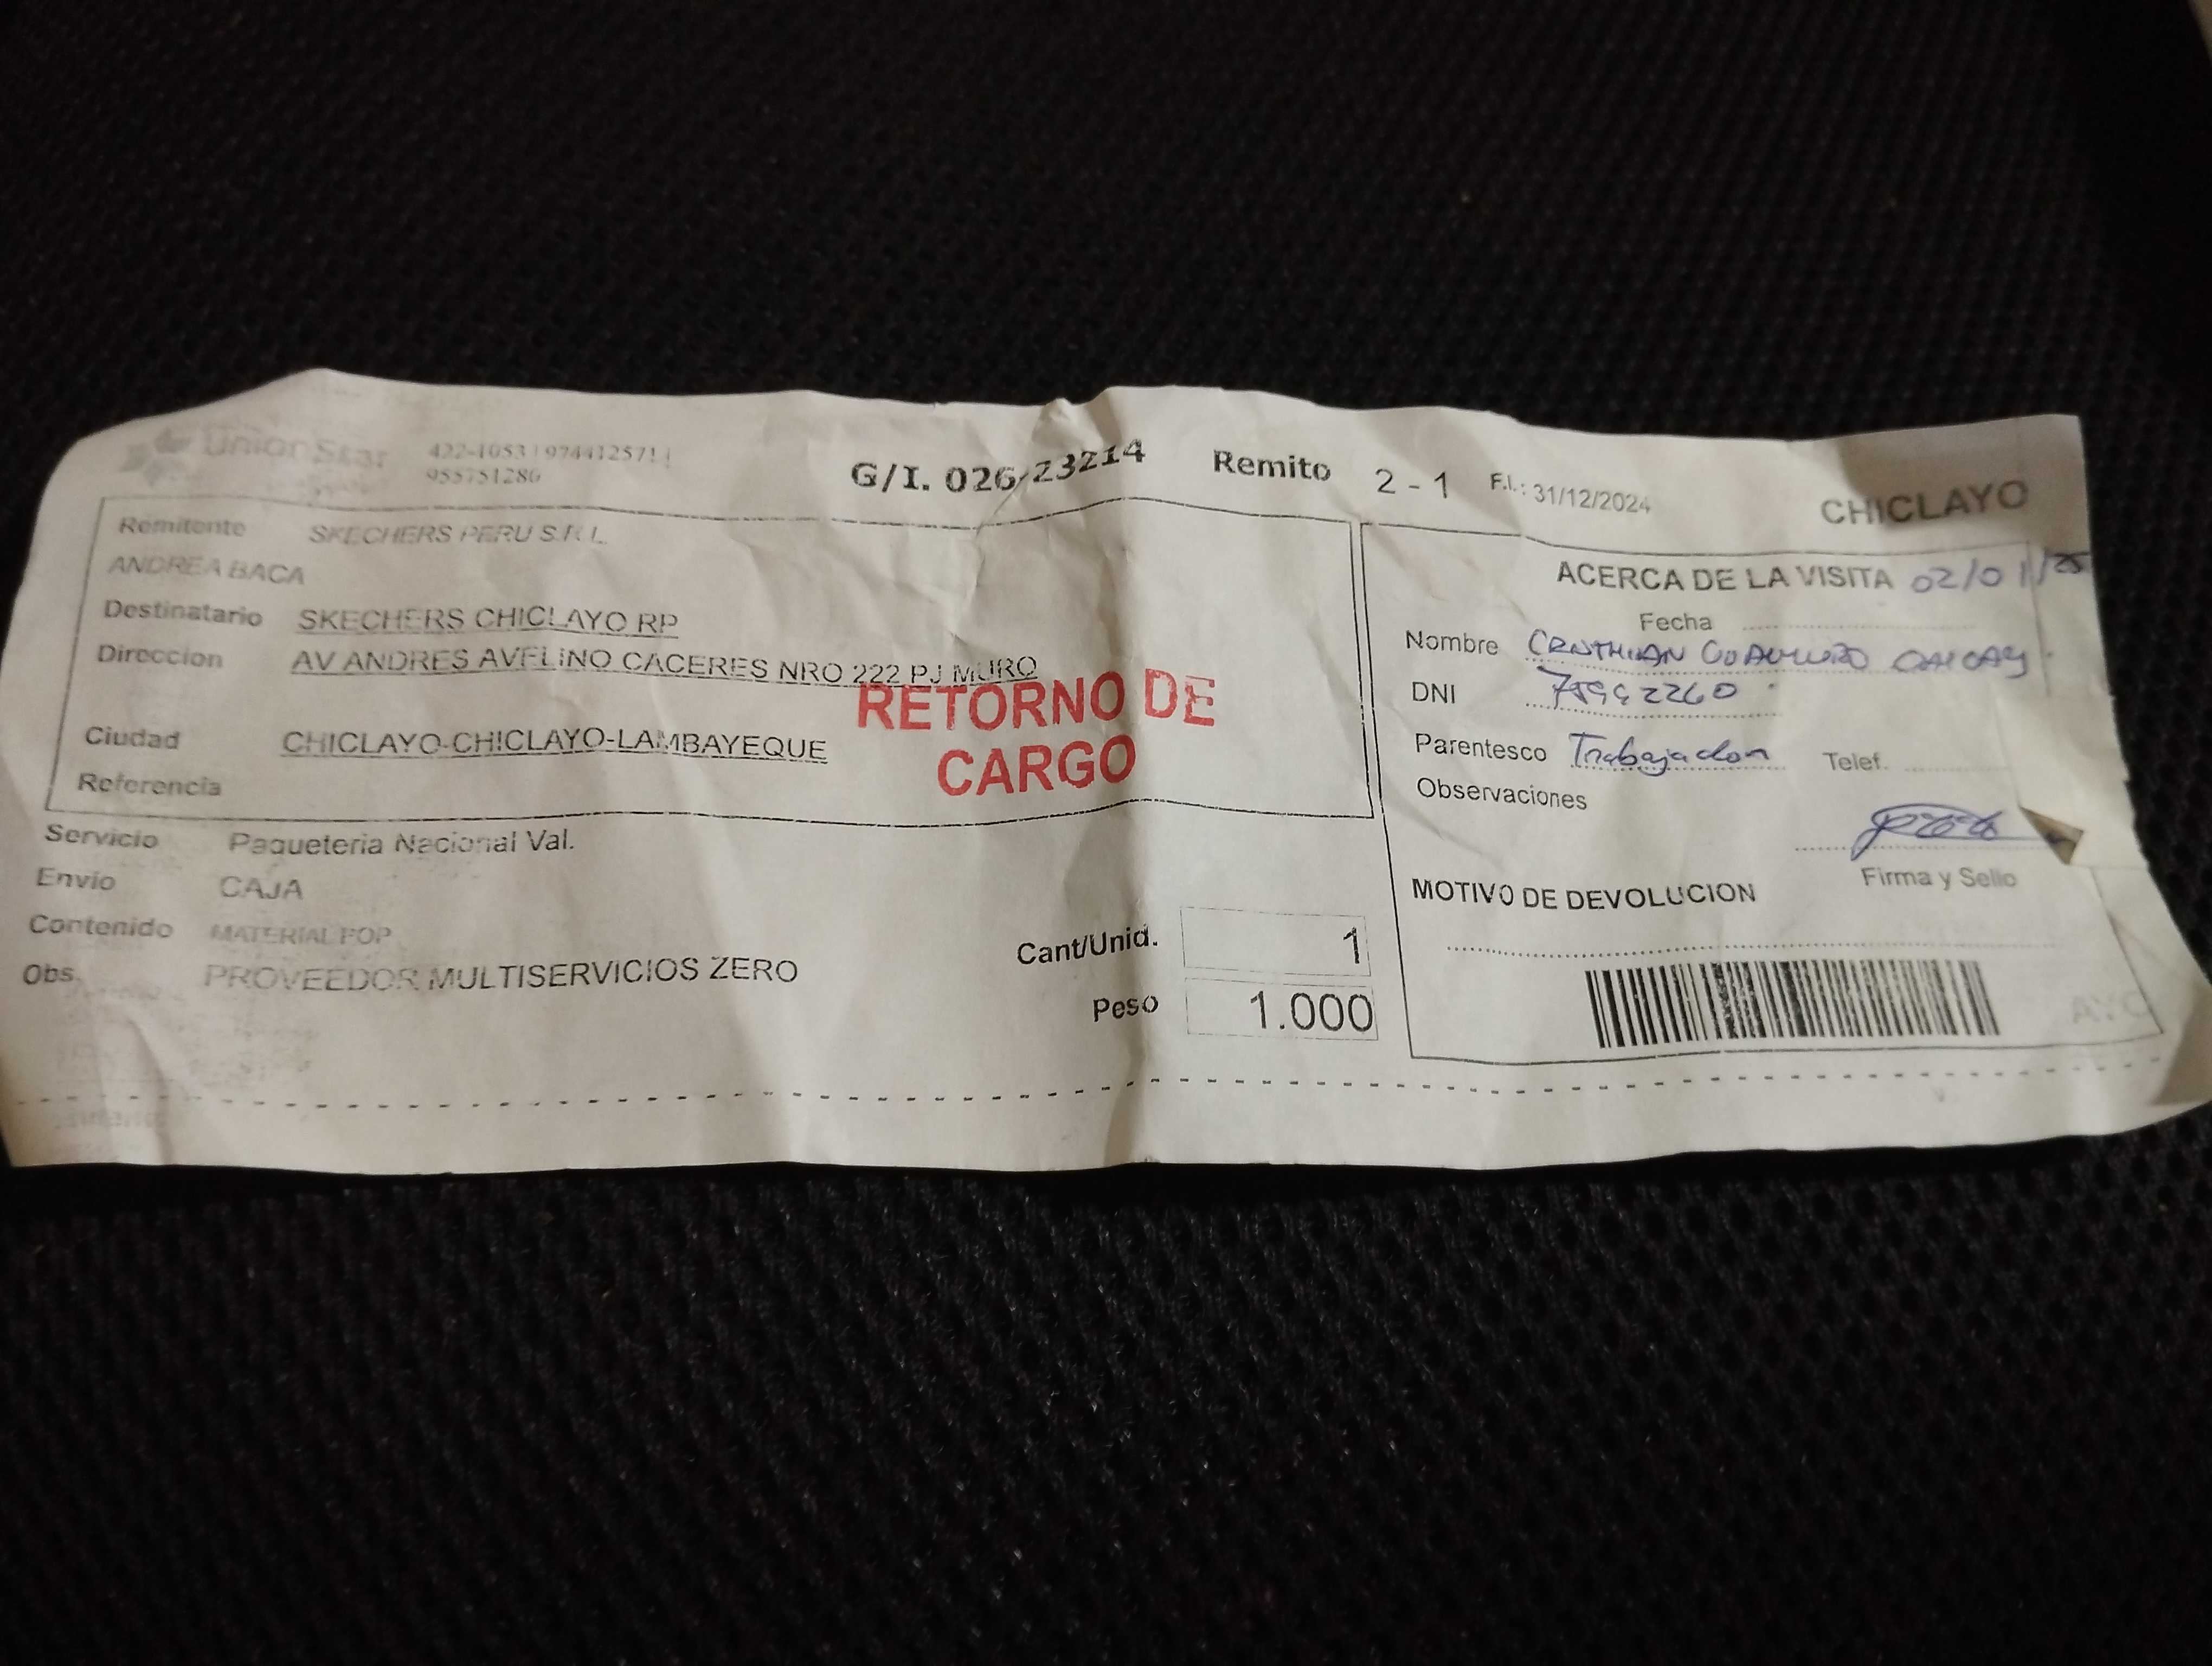 Union Star 422-1053 | 974412571 |
955751280
G/I. 026-23214 Remito 2 - 1 F.I.: 31/12/2024 CHICLAYO
Remitente SKECHERS PERU S.R.L.
ANDREA BACA
Destinatario SKECHERS CHICLAYO RP
Direccion AV ANDRES AVELINO CACERES NRO 222 PJ MURO
RETORNO DE
CARGO
Ciudad CHICLAYO-CHICLAYO-LAMBAYEQUE
Referencia
Servicio Paqueteria Nacional Val.
Envio CAJA
Contenido MATERIAL POP
Obs. PROVEEDOR MULTISERVICIOS ZERO
Cant/Unid. 1
Peso 1.000
ACERCA DE LA VISITA 02/01/25
Fecha
Nombre
DNI
Parentesco Trabajador Telef.
Observaciones
Firma y Sello
MOTIVO DE DEVOLUCION